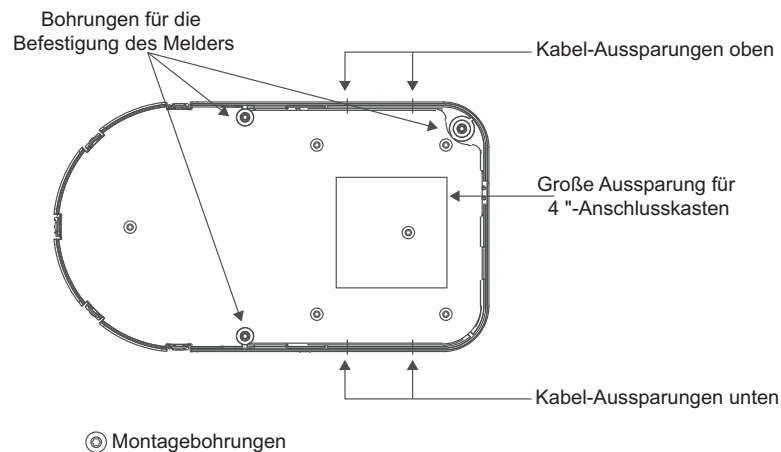 Bohrungen für die
Befestigung des Melders
Kabel-Aussparungen oben
Große Aussparung für
4 "-Anschlusskasten
Kabel-Aussparungen unten
Montagebohrungen